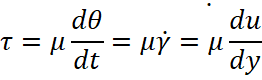 τ = μ dθ/dt = μγ̇ = μ̇ du/dy